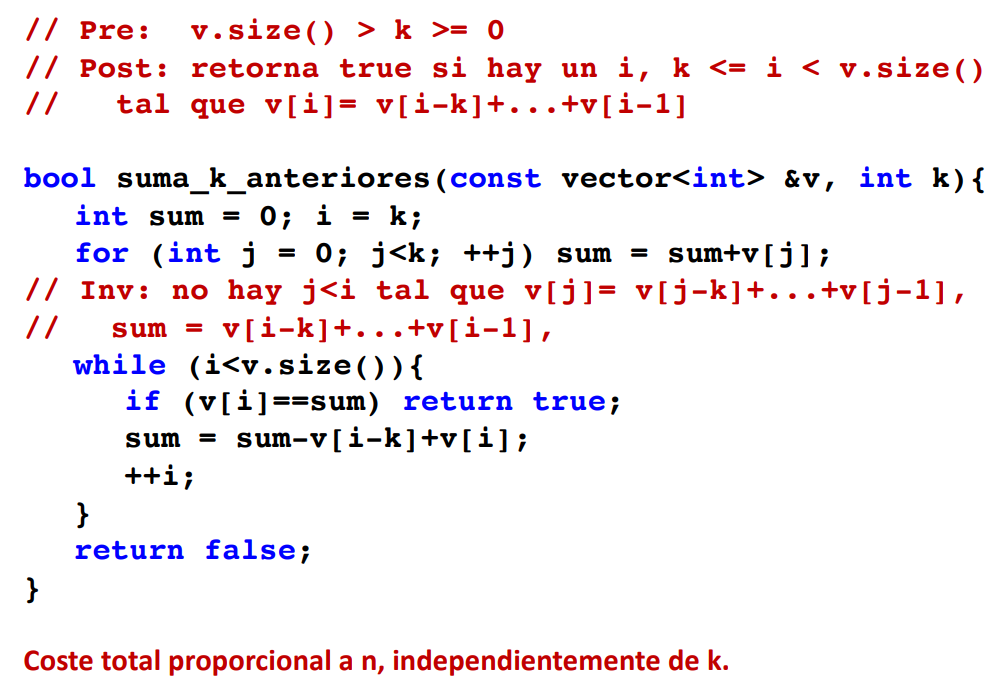 // Pre:  v.size() > k >= 0
// Post: retorna true si hay un i, k <= i < v.size()
//   tal que v[i]= v[i-k]+...+v[i-1]
bool suma_k_anteriores(const vector<int> &v, int k){
int sum = 0; i = k;
for (int j = 0; j<k; ++j) sum = sum+v[j];
// Inv: no hay j<i tal que v[j]= v[j-k]+...+v[j-1],
//   sum = v[i-k]+...+v[i-1],
while (i<v.size()){
if (v[i]==sum) return true;
sum = sum-v[i-k]+v[i];
++i;
}
return false;
}
Coste total proporcional a n, independientemente de k.